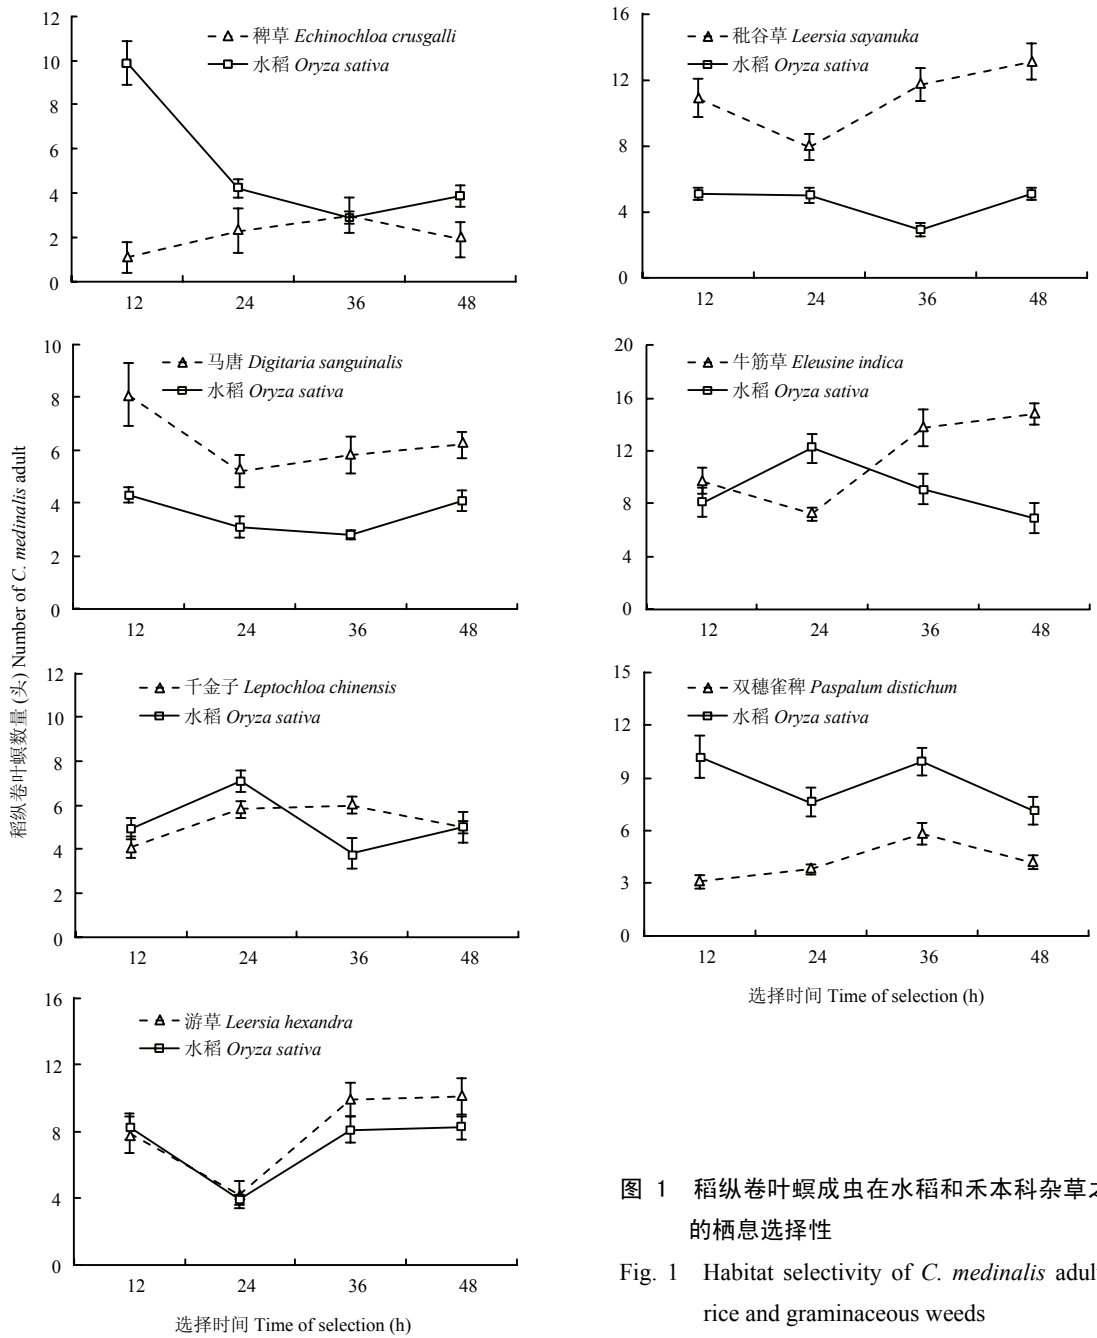 稻纵卷叶螟数量 (头) Number of C. medinalis adult
12
10
8
6
4
2
0
稗草 Echinochloa crusgalli
水稻 Oryza sativa
12 24 36 48
16
12
8
4
0
秕谷草 Leersia sayanuka
水稻 Oryza sativa
12 24 36 48
10
8
6
4
2
0
马唐 Digitaria sanguinalis
水稻 Oryza sativa
12 24 36 48
20
16
12
8
4
0
牛筋草 Eleusine indica
水稻 Oryza sativa
12 24 36 48
12
10
8
6
4
2
0
千金子 Leptochloa chinensis
水稻 Oryza sativa
12 24 36 48
15
12
9
6
3
0
双穗雀稗 Paspalum distichum
水稻 Oryza sativa
12 24 36 48
选择时间 Time of selection (h)
16
12
8
4
0
游草 Leersia hexandra
水稻 Oryza sativa
12 24 36 48
选择时间 Time of selection (h)
图 1 稻纵卷叶螟成虫在水稻和禾本科杂草
的栖息选择性
Fig. 1 Habitat selectivity of C. medinalis adul
rice and graminaceous weeds